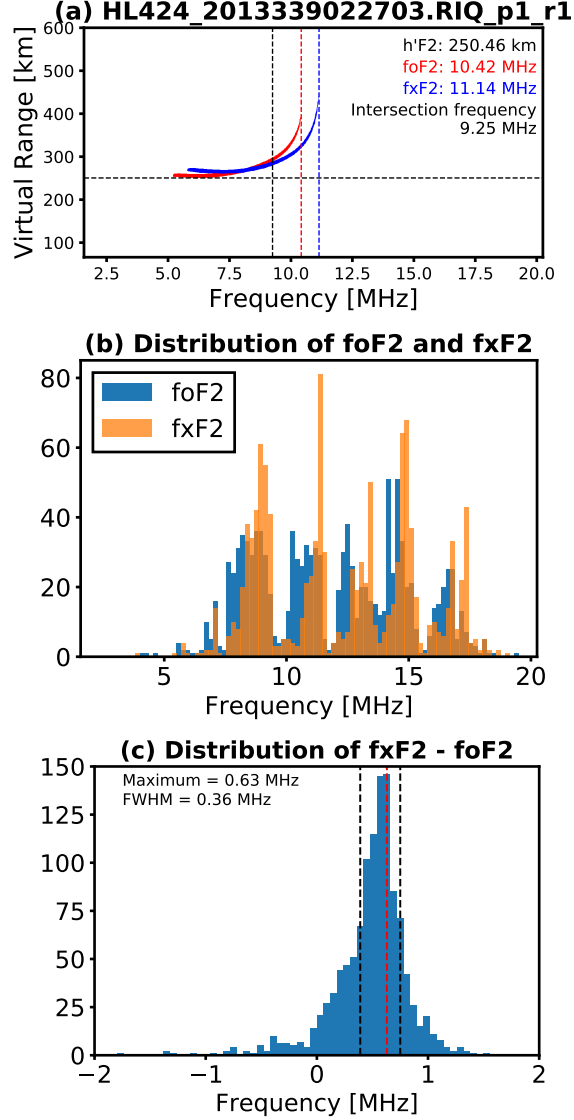 (a) HL424_2013339022703.RIQ_p1_r1
600
500
400
300
200
100
Virtual Range [km]
h'F2: 250.46 km
foF2: 10.42 MHz
fxF2: 11.14 MHz
Intersection frequency
9.25 MHz
2.5 5.0 7.5 10.0 12.5 15.0 17.5 20.0
Frequency [MHz]
(b) Distribution of foF2 and fxF2
80
60
40
20
0
foF2
fxF2
5 10 15 20
Frequency [MHz]
(c) Distribution of fxF2 - foF2
150
125
100
75
50
25
0
Maximum = 0.63 MHz
FWHM = 0.36 MHz
−2 −1 0 1 2
Frequency [MHz]